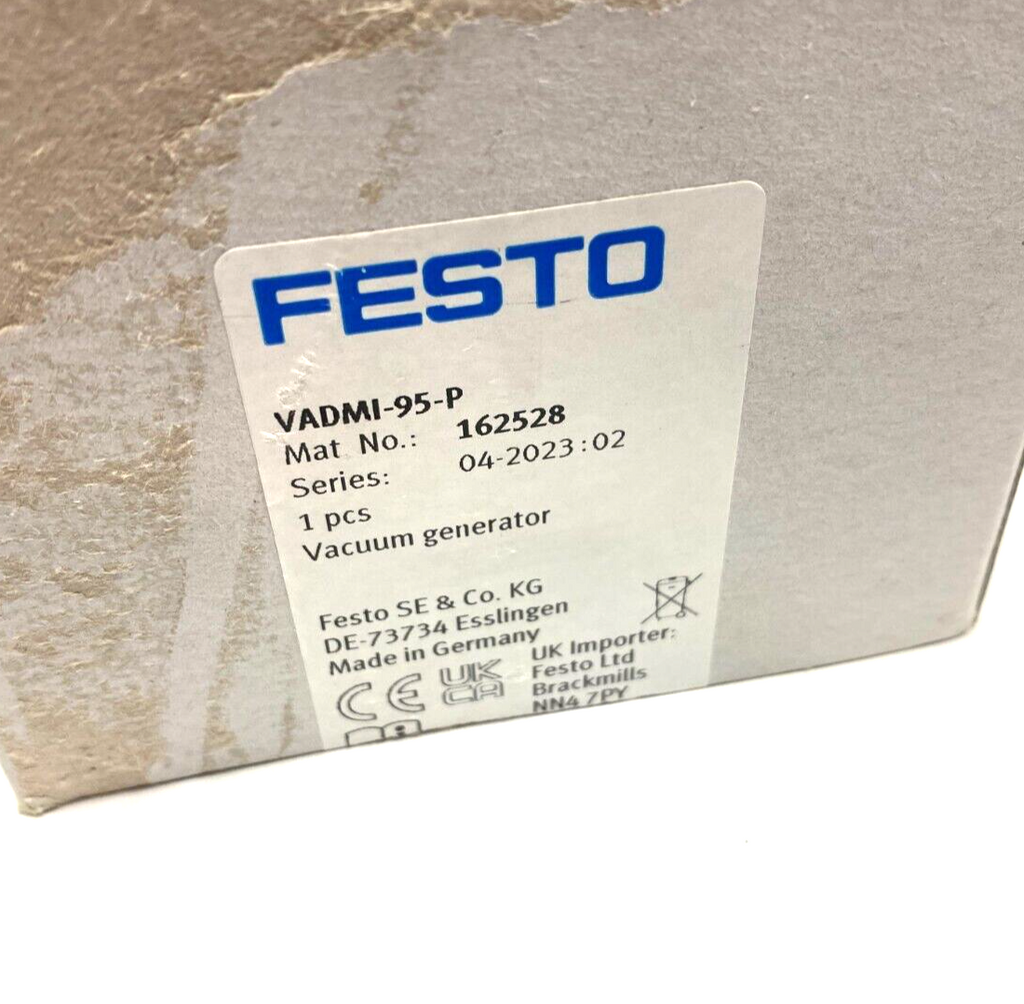 FESTO
VADMI-95-P
Mat No.: 162528
Series: 04-2023:02
1 pcs
Vacuum generator
Festo SE & Co. KG
DE-73734 Esslingen
Made in Germany
CE UK CA
UK Importer:
Festo Ltd
Brackmills
NN4 7PY